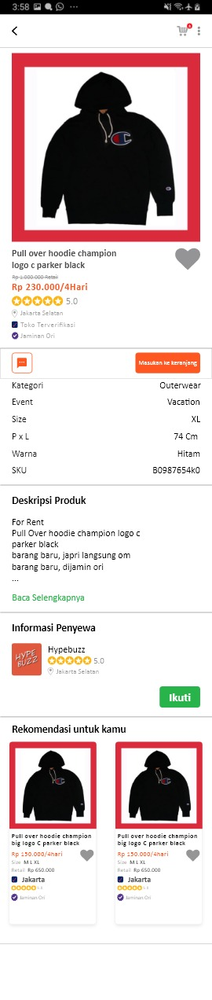 3:58
Pull over hoodie champion
logo c parker black
Rp 1.000.000 Retail
Rp 230.000/4Hari
5.0
Jakarta Selatan
Toko Terverifikasi
Jaminan Ori
Masukan ke keranjang
Kategori Outerwear
Event Vacation
Size XL
P x L 74 Cm
Warna Hitam
SKU B0987654k0
Deskripsi Produk
For Rent
Pull Over hoodie champion logo c
parker black
barang baru, japri langsung om
barang baru, dijamin ori
...
Baca Selengkapnya
Informasi Penyewa
HYPE
BUZZ
Hypebuzz
5.0
Jakarta Selatan
Ikuti
Rekomendasi untuk kamu
Pull over hoodie champion
big logo C parker black
Rp 150.000/4hari
Size M L XL
Retail Rp 650.000
Jakarta
5.0
Jaminan Ori
Pull over hoodie champion
big logo C parker black
Rp 150.000/4hari
Size M L XL
Retail Rp 650.000
Jakarta
5.0
Jaminan Ori